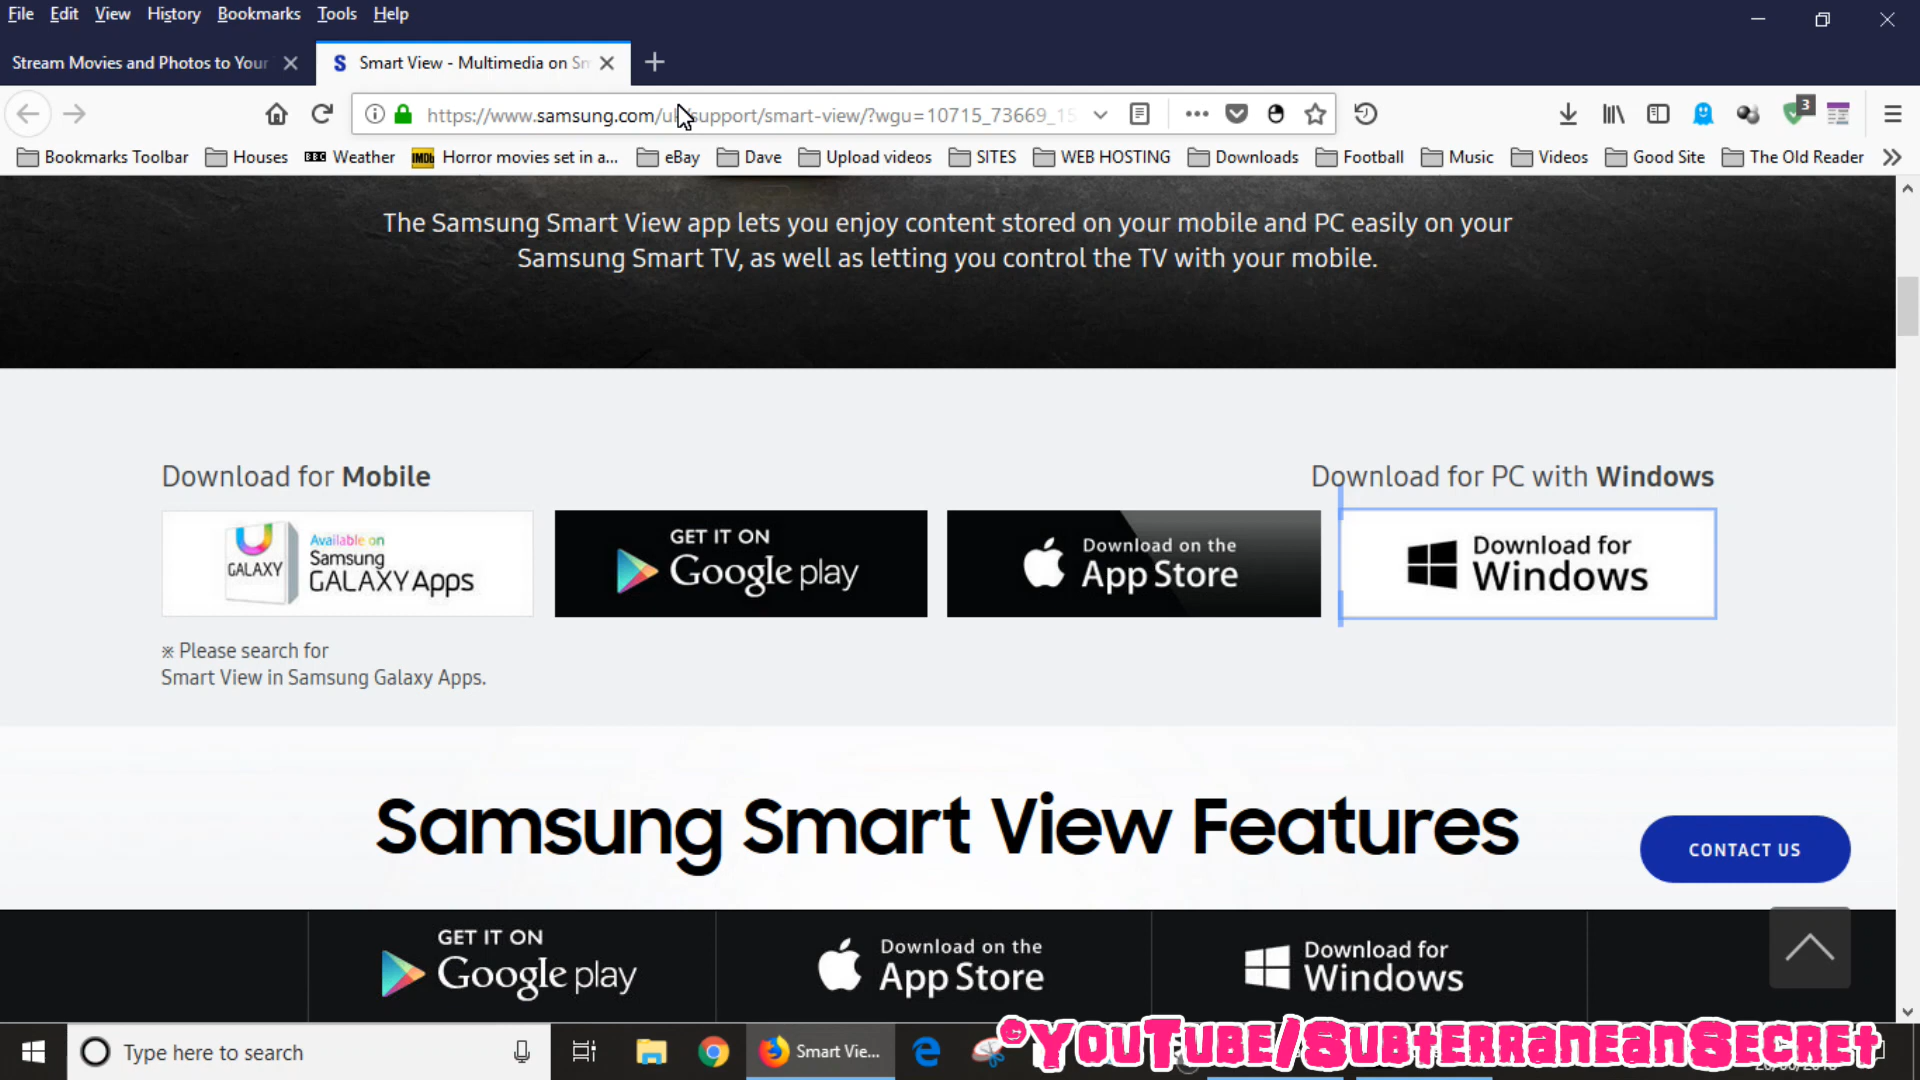 File Edit View History Bookmarks Tools Help
Stream Movies and Photos to Your
S Smart View - Multimedia on Sm
https://www.samsung.com/uk/support/smart-view/?wgu=10715_73669_15
3
Bookmarks Toolbar Houses BBC Weather IMDb Horror movies set in a... eBay Dave Upload videos SITES WEB HOSTING Downloads Football Music Videos Good Site The Old Reader
The Samsung Smart View app lets you enjoy content stored on your mobile and PC easily on your
Samsung Smart TV, as well as letting you control the TV with your mobile.
Download for Mobile
Download for PC with Windows
GALAXY
Available on
Samsung
GALAXY Apps
GET IT ON
Google play
Download on the
App Store
Download for
Windows
※ Please search for
Smart View in Samsung Galaxy Apps.
Samsung Smart View Features
CONTACT US
GET IT ON
Google play
Download on the
App Store
Download for
Windows
Type here to search
Smart Vie...
©YouTube/SubterraneanSecret